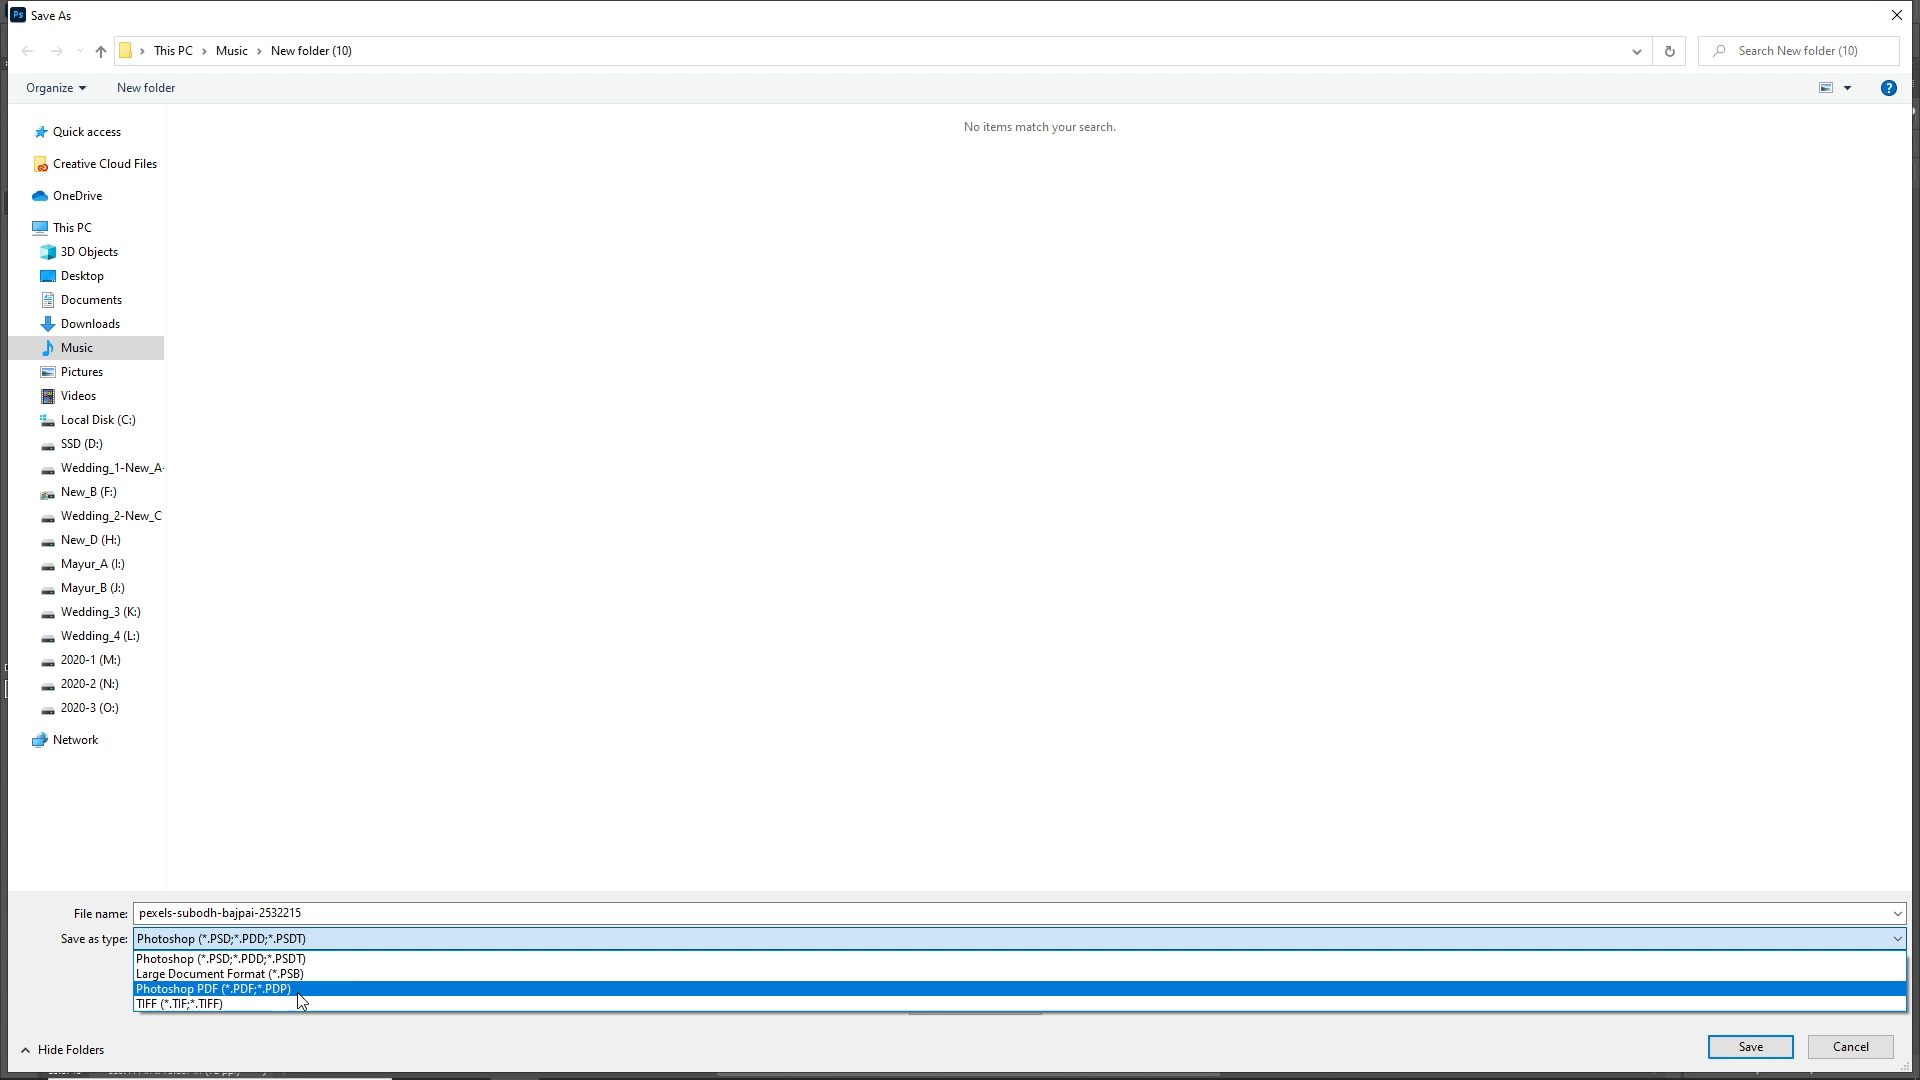 Ps Save As
This PC > Music > New folder (10)
Search New folder (10)
Organize
New folder
?
Quick access
No items match your search.
Creative Cloud Files
OneDrive
This PC
3D Objects
Desktop
Documents
Downloads
Music
Pictures
Videos
Local Disk (C:)
SSD (D:)
Wedding_1-New_A-
New_B (F:)
Wedding_2-New_C
New_D (H:)
Mayur_A (I:)
Mayur_B (J:)
Wedding_3 (K:)
Wedding_4 (L:)
2020-1 (M:)
2020-2 (N:)
2020-3 (O:)
Network
File name: pexels-subodh-bajpai-2532215
Save as type: Photoshop (*.PSD;*.PDD;*.PSDT)
Photoshop (*.PSD;*.PDD;*.PSDT)
Large Document Format (*.PSB)
Photoshop PDF (*.PDF;*.PDP)
TIFF (*.TIF;*.TIFF)
Hide Folders
Save
Cancel